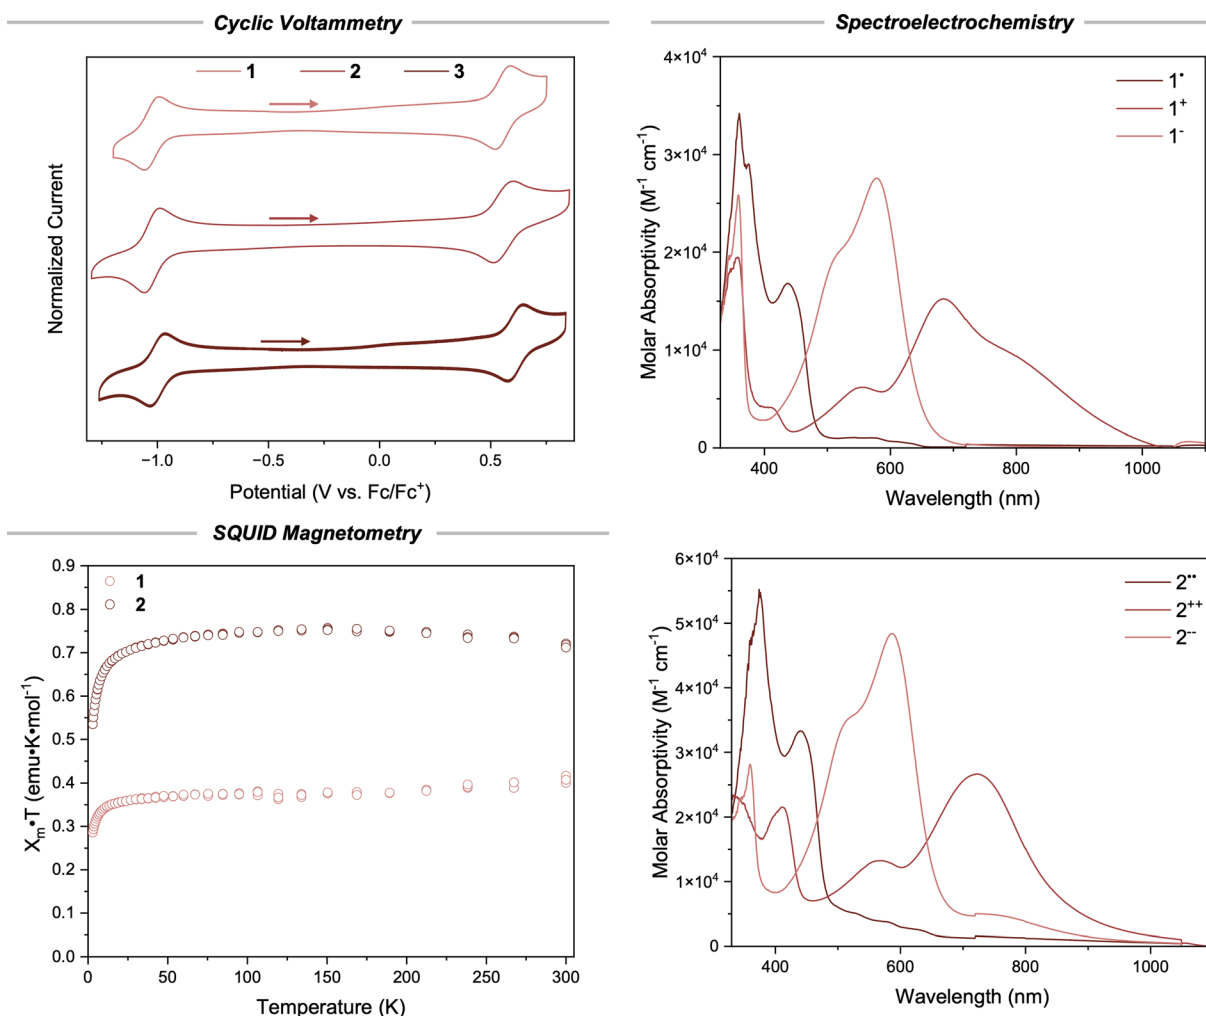 Cyclic Voltammetry
1 2 3
Normalized Current
−1.0 −0.5 0.0 0.5
Potential (V vs. Fc/Fc⁺)
Spectroelectrochemistry
1•
1⁺
1⁻
4×10⁴
3×10⁴
2×10⁴
1×10⁴
0
Molar Absorptivity (M⁻¹ cm⁻¹)
400 600 800 1000
Wavelength (nm)
SQUID Magnetometry
1
2
0.9
0.8
0.7
0.6
0.5
0.4
0.3
0.2
0.1
0.0
Xₘ•T (emu•K•mol⁻¹)
0 50 100 150 200 250 300
Temperature (K)
2••
2⁺⁺
2⁻⁻
6×10⁴
5×10⁴
4×10⁴
3×10⁴
2×10⁴
1×10⁴
0
Molar Absorptivity (M⁻¹ cm⁻¹)
400 600 800 1000
Wavelength (nm)